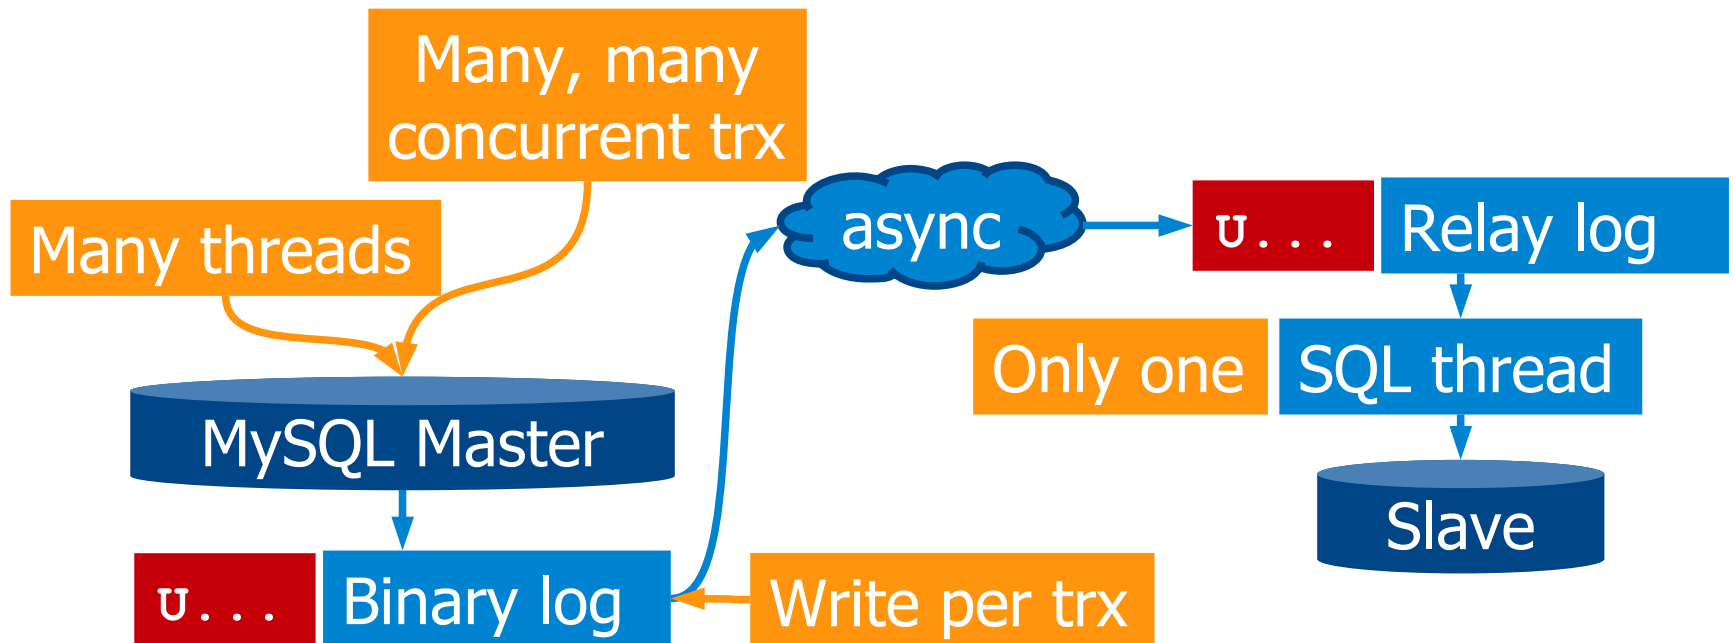 Many, many
concurrent trx
Many threads
MySQL Master
U...
Binary log
Write per trx
async
U...
Relay log
Only one
SQL thread
Slave